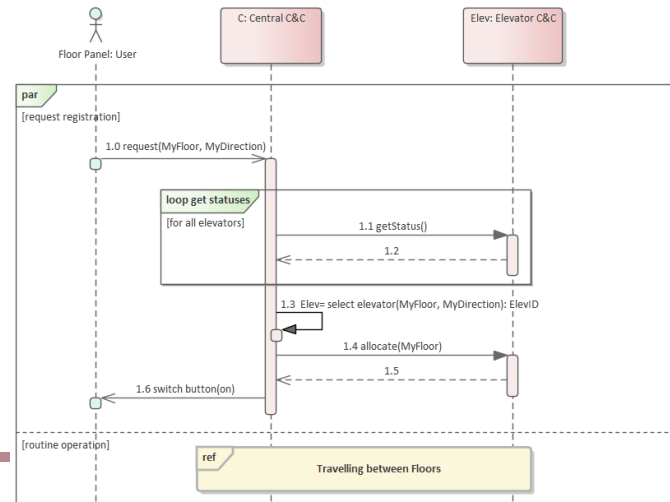 C: Central C&C
Elev: Elevator C&C
Floor Panel: User
par
[request registration]
1.0 request(MyFloor, MyDirection)
loop get statuses
[for all elevators]
1.1 getStatus()
1.2
1.3 Elev= select elevator(MyFloor, MyDirection): ElevID
1.4 allocate(MyFloor)
1.5
1.6 switch button(on)
[routine operation]
ref
Travelling between Floors